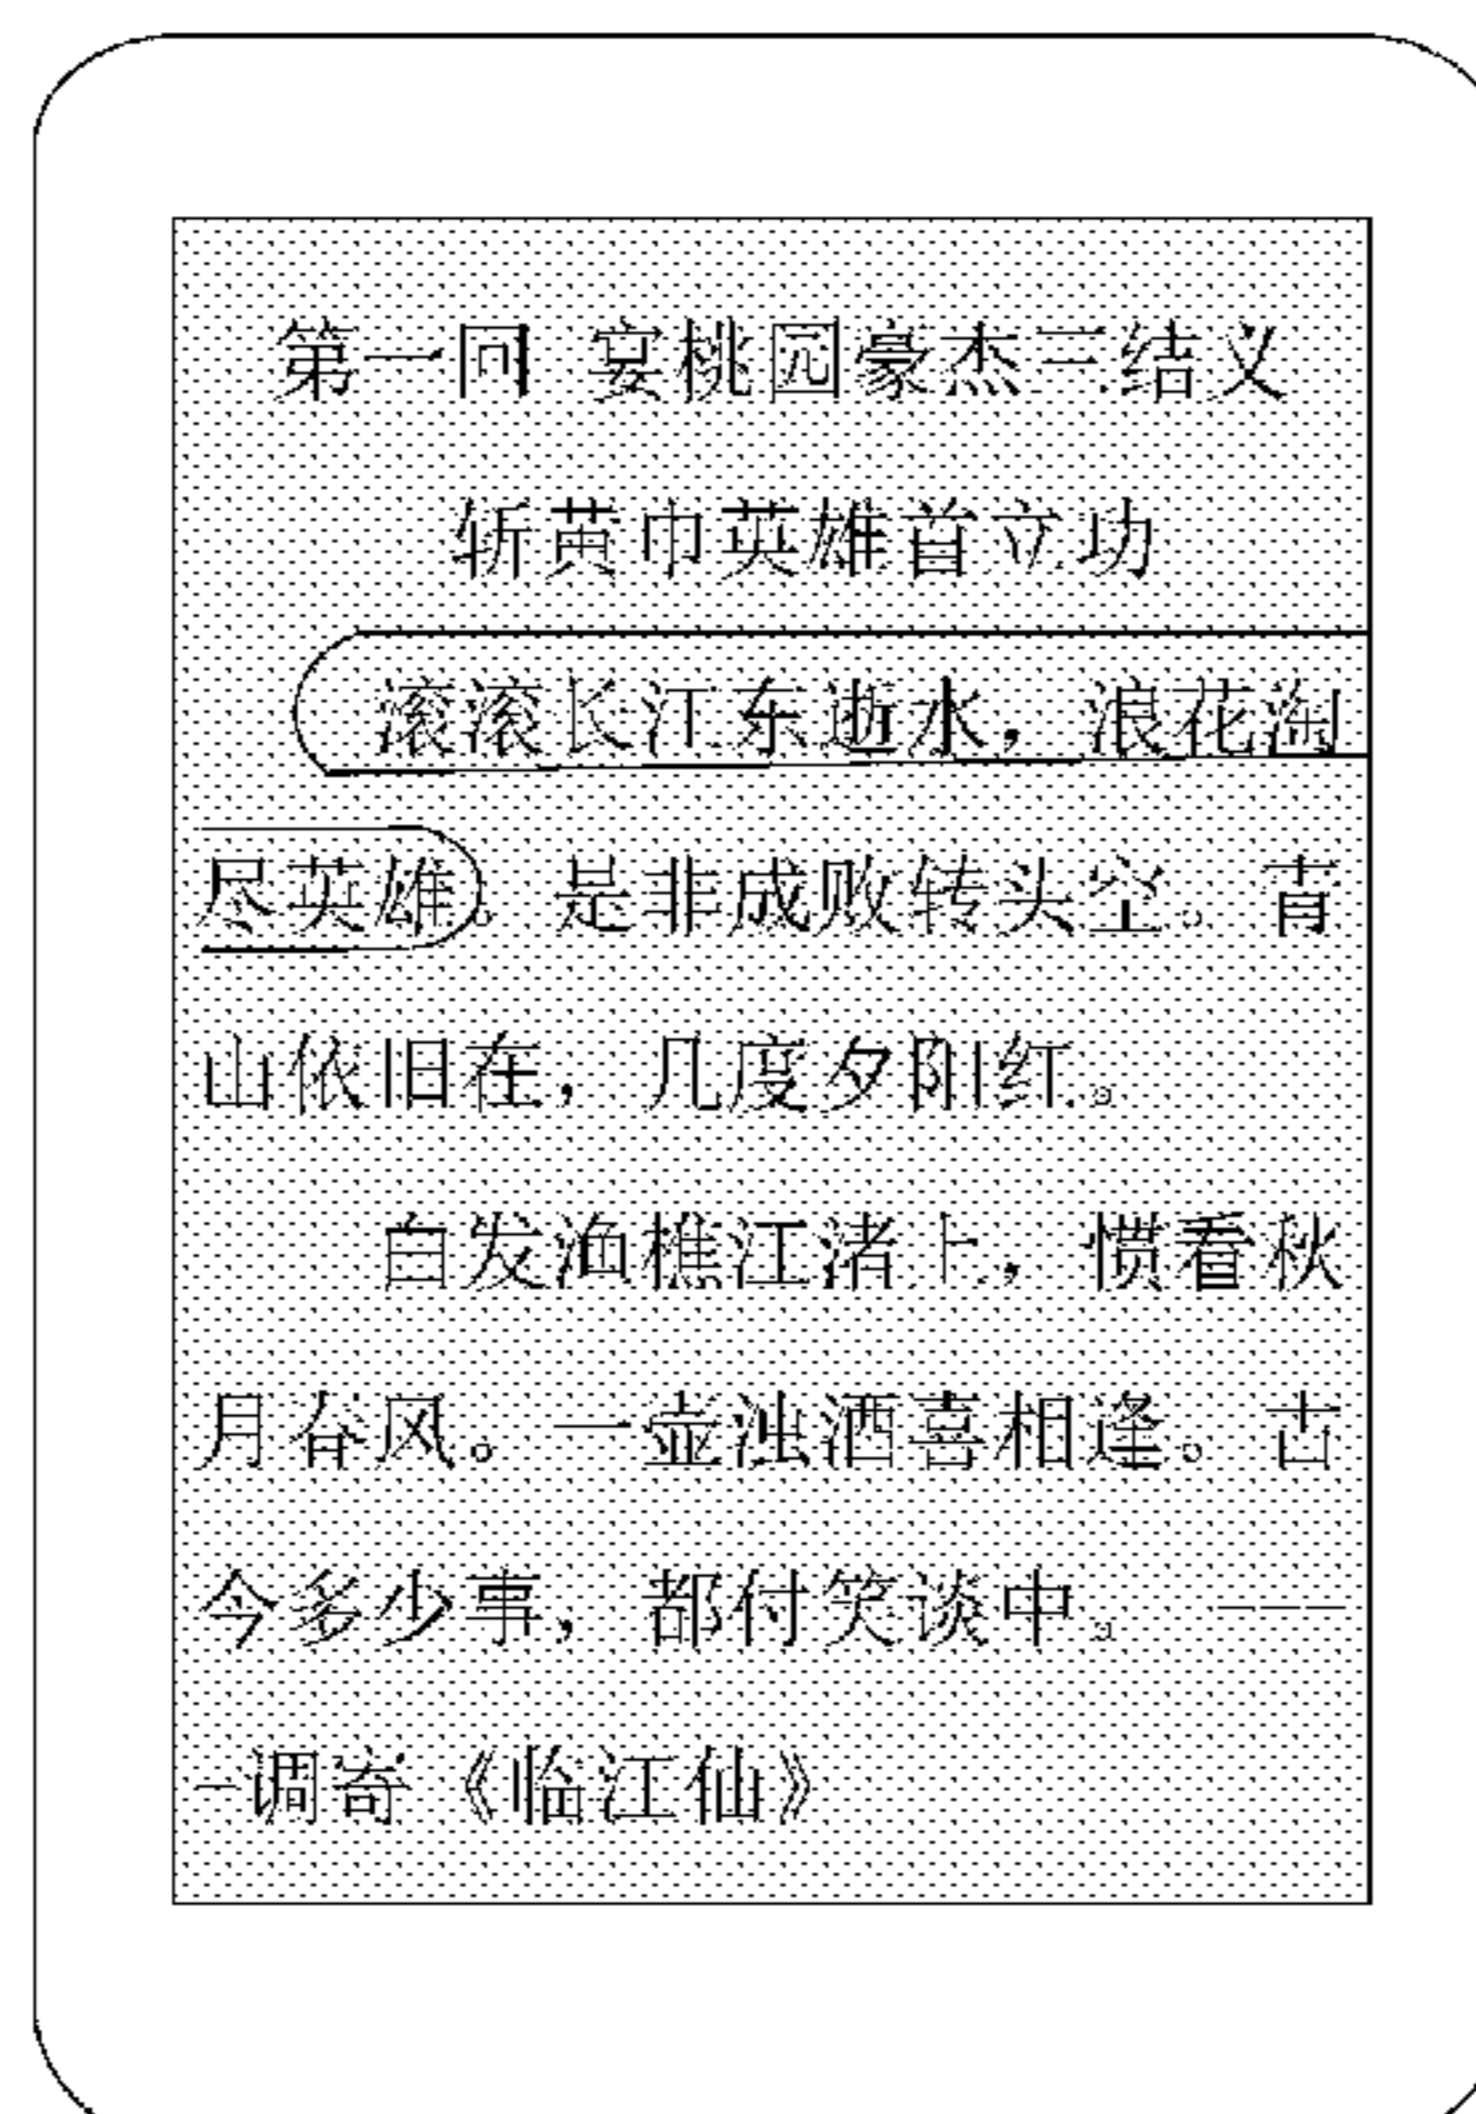 第一回 宴桃园豪杰三结义
斩黄巾英雄首立功
滚滚长江东逝水，浪花淘
尽英雄。是非成败转头空。青
山依旧在，几度夕阳红。
白发渔樵江渚上，惯看秋
月春风。一壶浊酒喜相逢。古
今多少事，都付笑谈中。---
-调寄《临江仙》